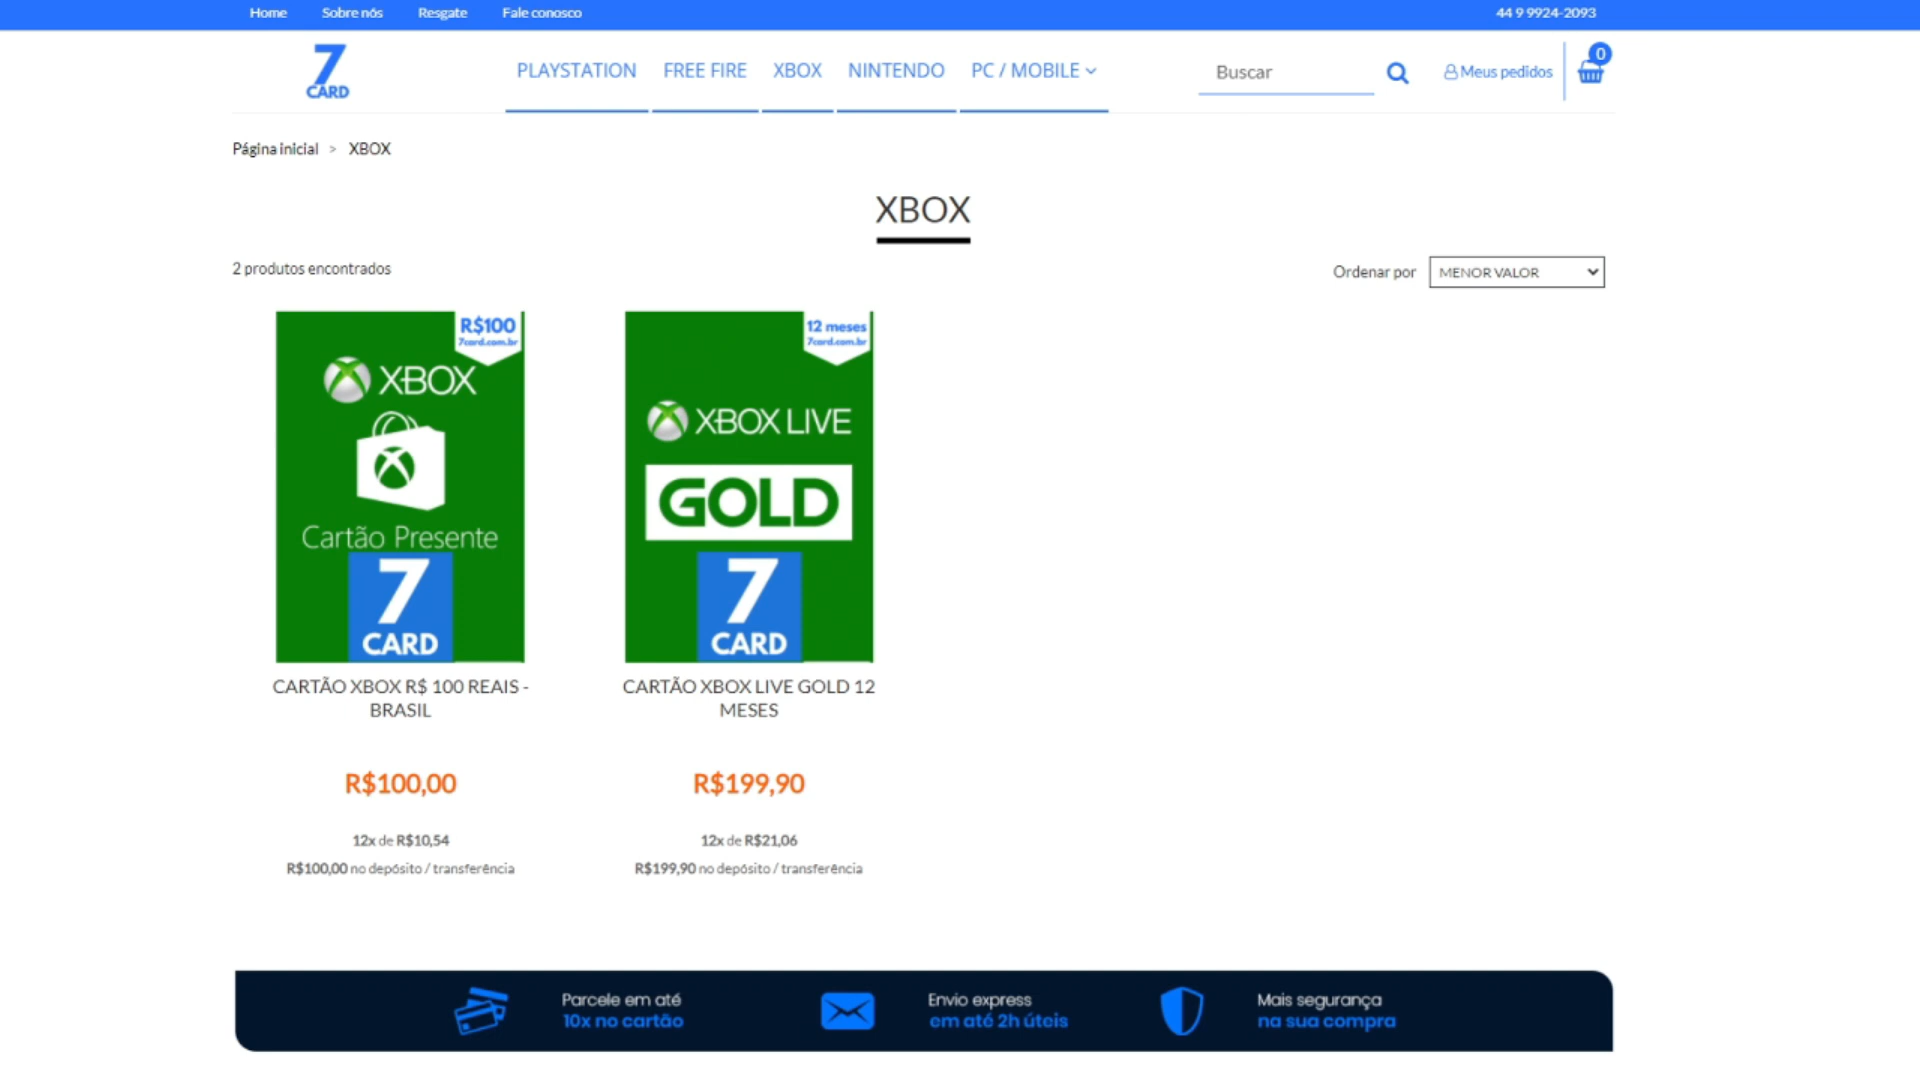 Home Sobre nós Resgate Fale conosco 44 9 9924-2093
7 CARD
PLAYSTATION FREE FIRE XBOX NINTENDO PC / MOBILE
Buscar
Meus pedidos
0
Página inicial > XBOX
XBOX
2 produtos encontrados
Ordenar por MENOR VALOR
R$100
7card.com.br
XBOX
Cartão Presente
7
CARD
CARTÃO XBOX R$ 100 REAIS -
BRASIL
R$100,00
12x de R$10,54
R$100,00 no depósito / transferência
12 meses
7card.com.br
XBOX LIVE
GOLD
7
CARD
CARTÃO XBOX LIVE GOLD 12
MESES
R$199,90
12x de R$21,06
R$199,90 no depósito / transferência
Parcele em até
10x no cartão
Envio express
em até 2h úteis
Mais segurança
na sua compra